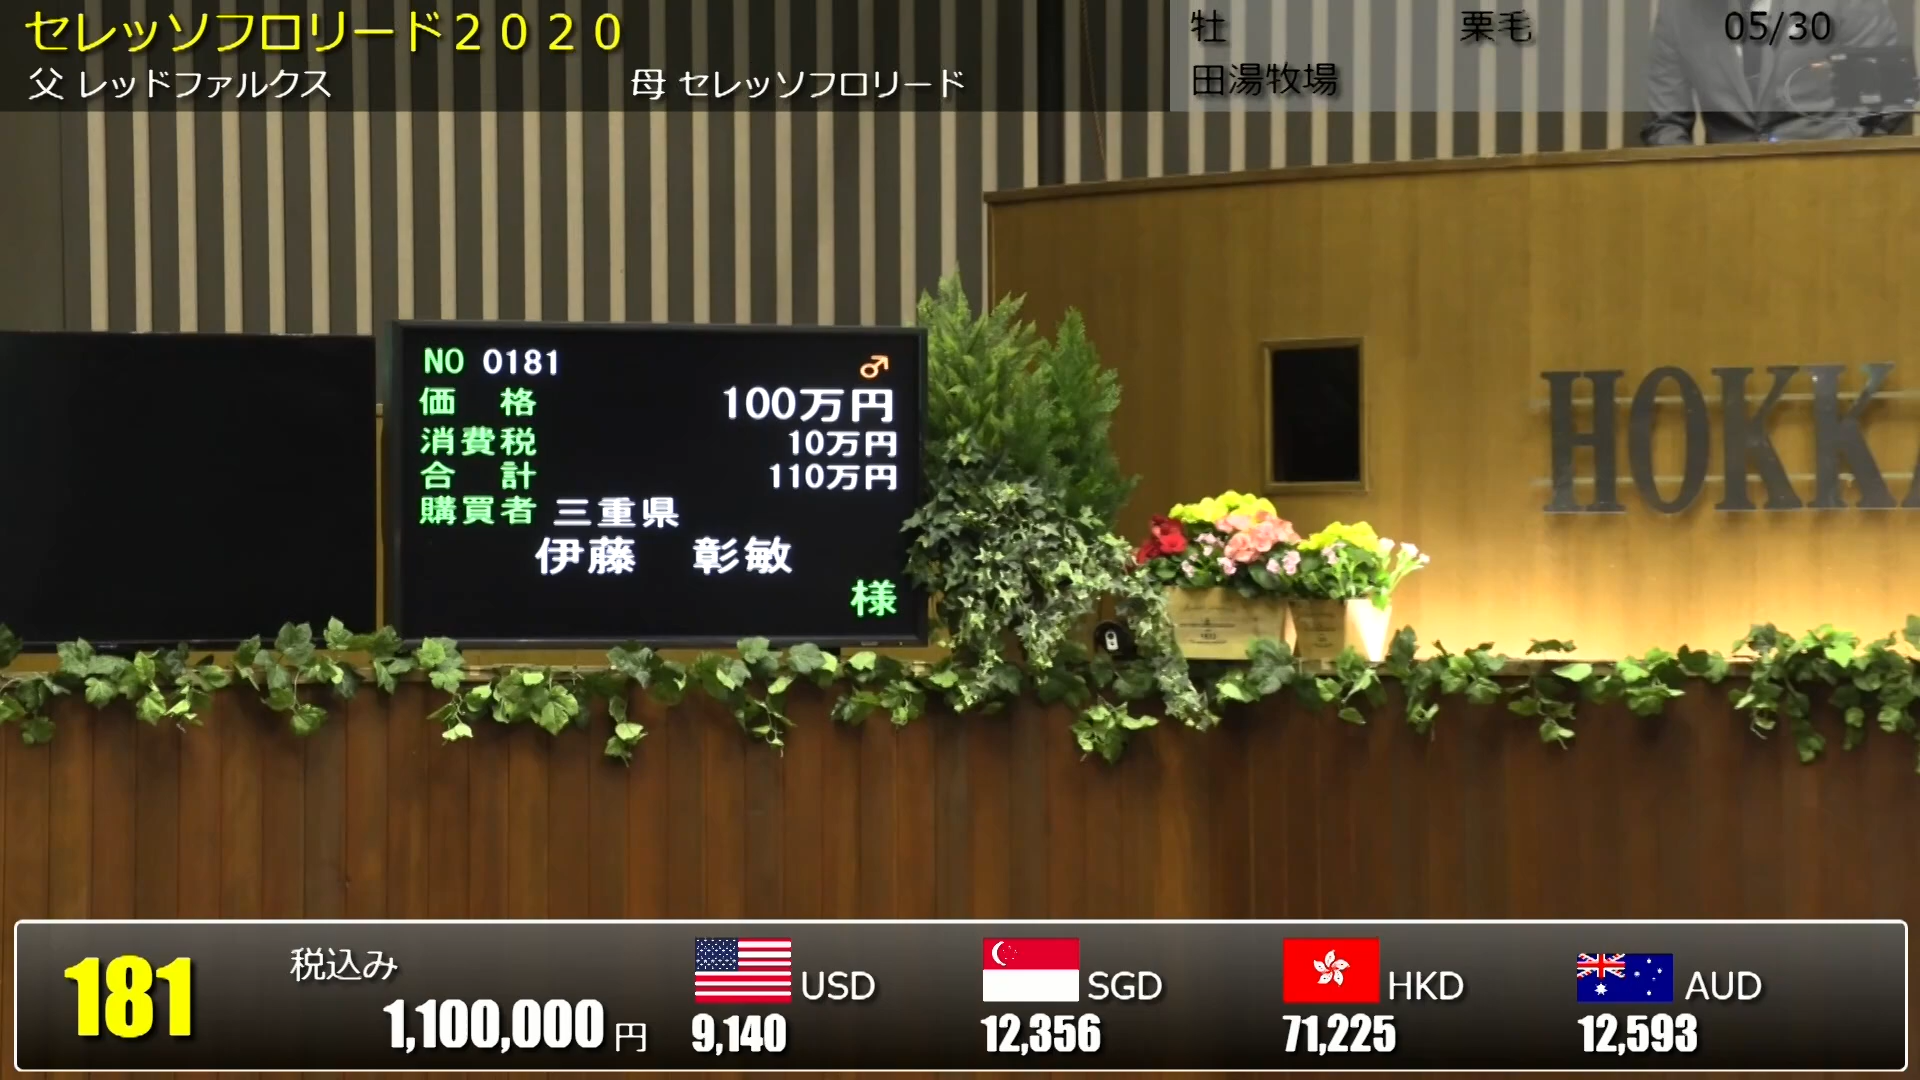 セレッソフロリード2020
父 レッドファルクス 母 セレッソフロリード
牡 栗毛 05/30
田湯牧場
NO 0181 ♂
価 格 100万円
消費税 10万円
合 計 110万円
購買者 三重県
伊藤 彰敏
様
HOKK
181
税込み
1,100,000 円
USD
9,140
SGD
12,356
HKD
71,225
AUD
12,593